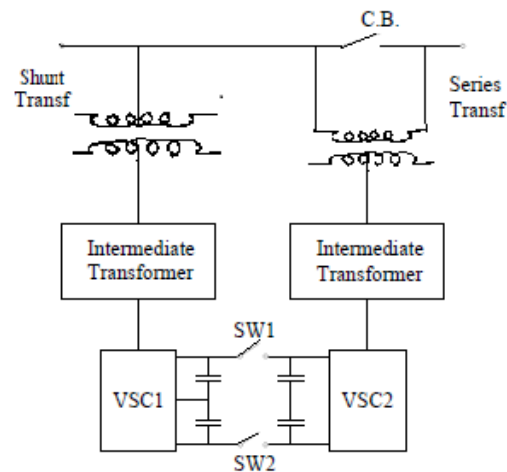 C.B.
Shunt
Transf
Series
Transf
Intermediate
Transformer
Intermediate
Transformer
SW1
VSC1
VSC2
SW2